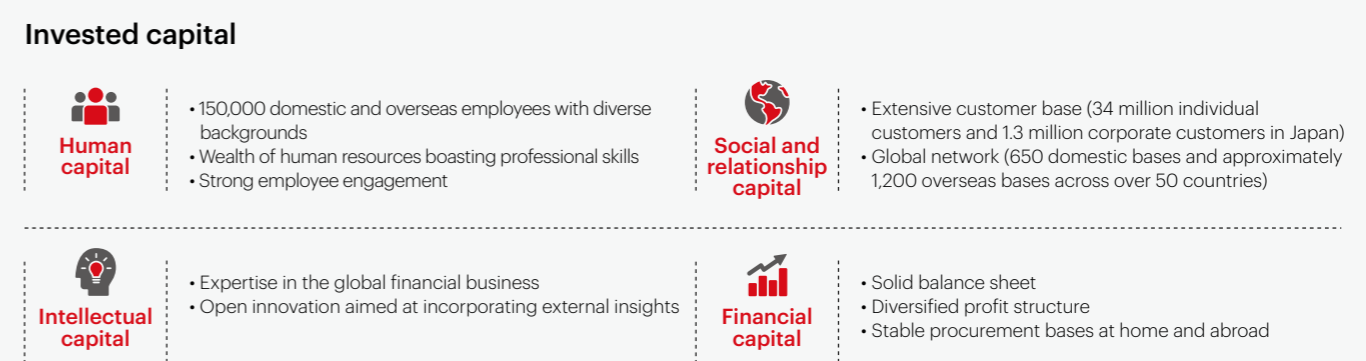 Invested capital
Human
capital
• 150,000 domestic and overseas employees with diverse
backgrounds
• Wealth of human resources boasting professional skills
• Strong employee engagement
Social and
relationship
capital
• Extensive customer base (34 million individual
customers and 1.3 million corporate customers in Japan)
• Global network (650 domestic bases and approximately
1,200 overseas bases across over 50 countries)
Intellectual
capital
• Expertise in the global financial business
• Open innovation aimed at incorporating external insights
Financial
capital
• Solid balance sheet
• Diversified profit structure
• Stable procurement bases at home and abroad